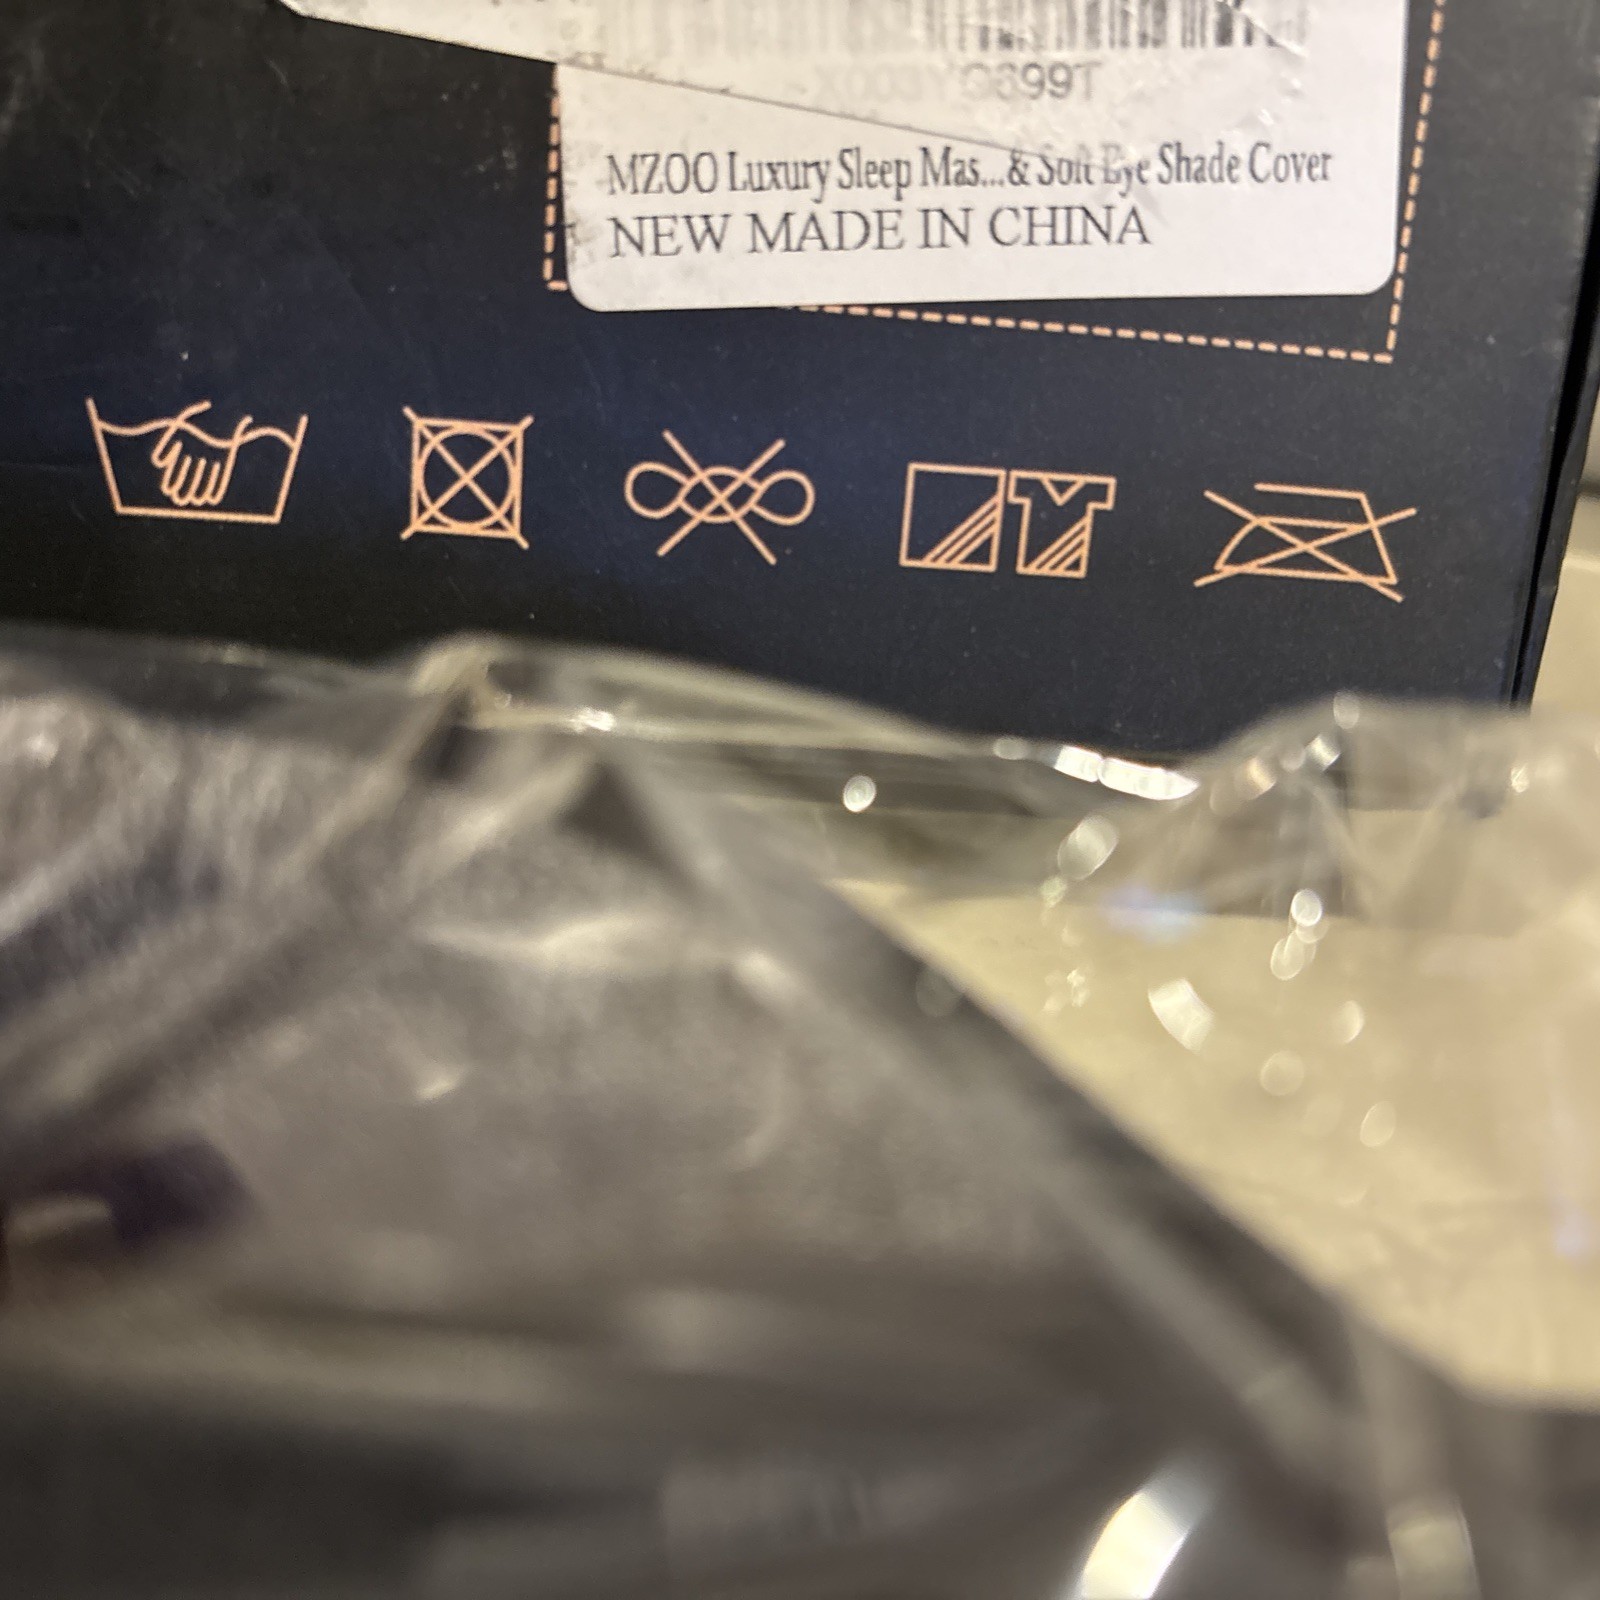 MZOO Luxury Sleep Mas...& Soft Eye Shade Cover
NEW MADE IN CHINA